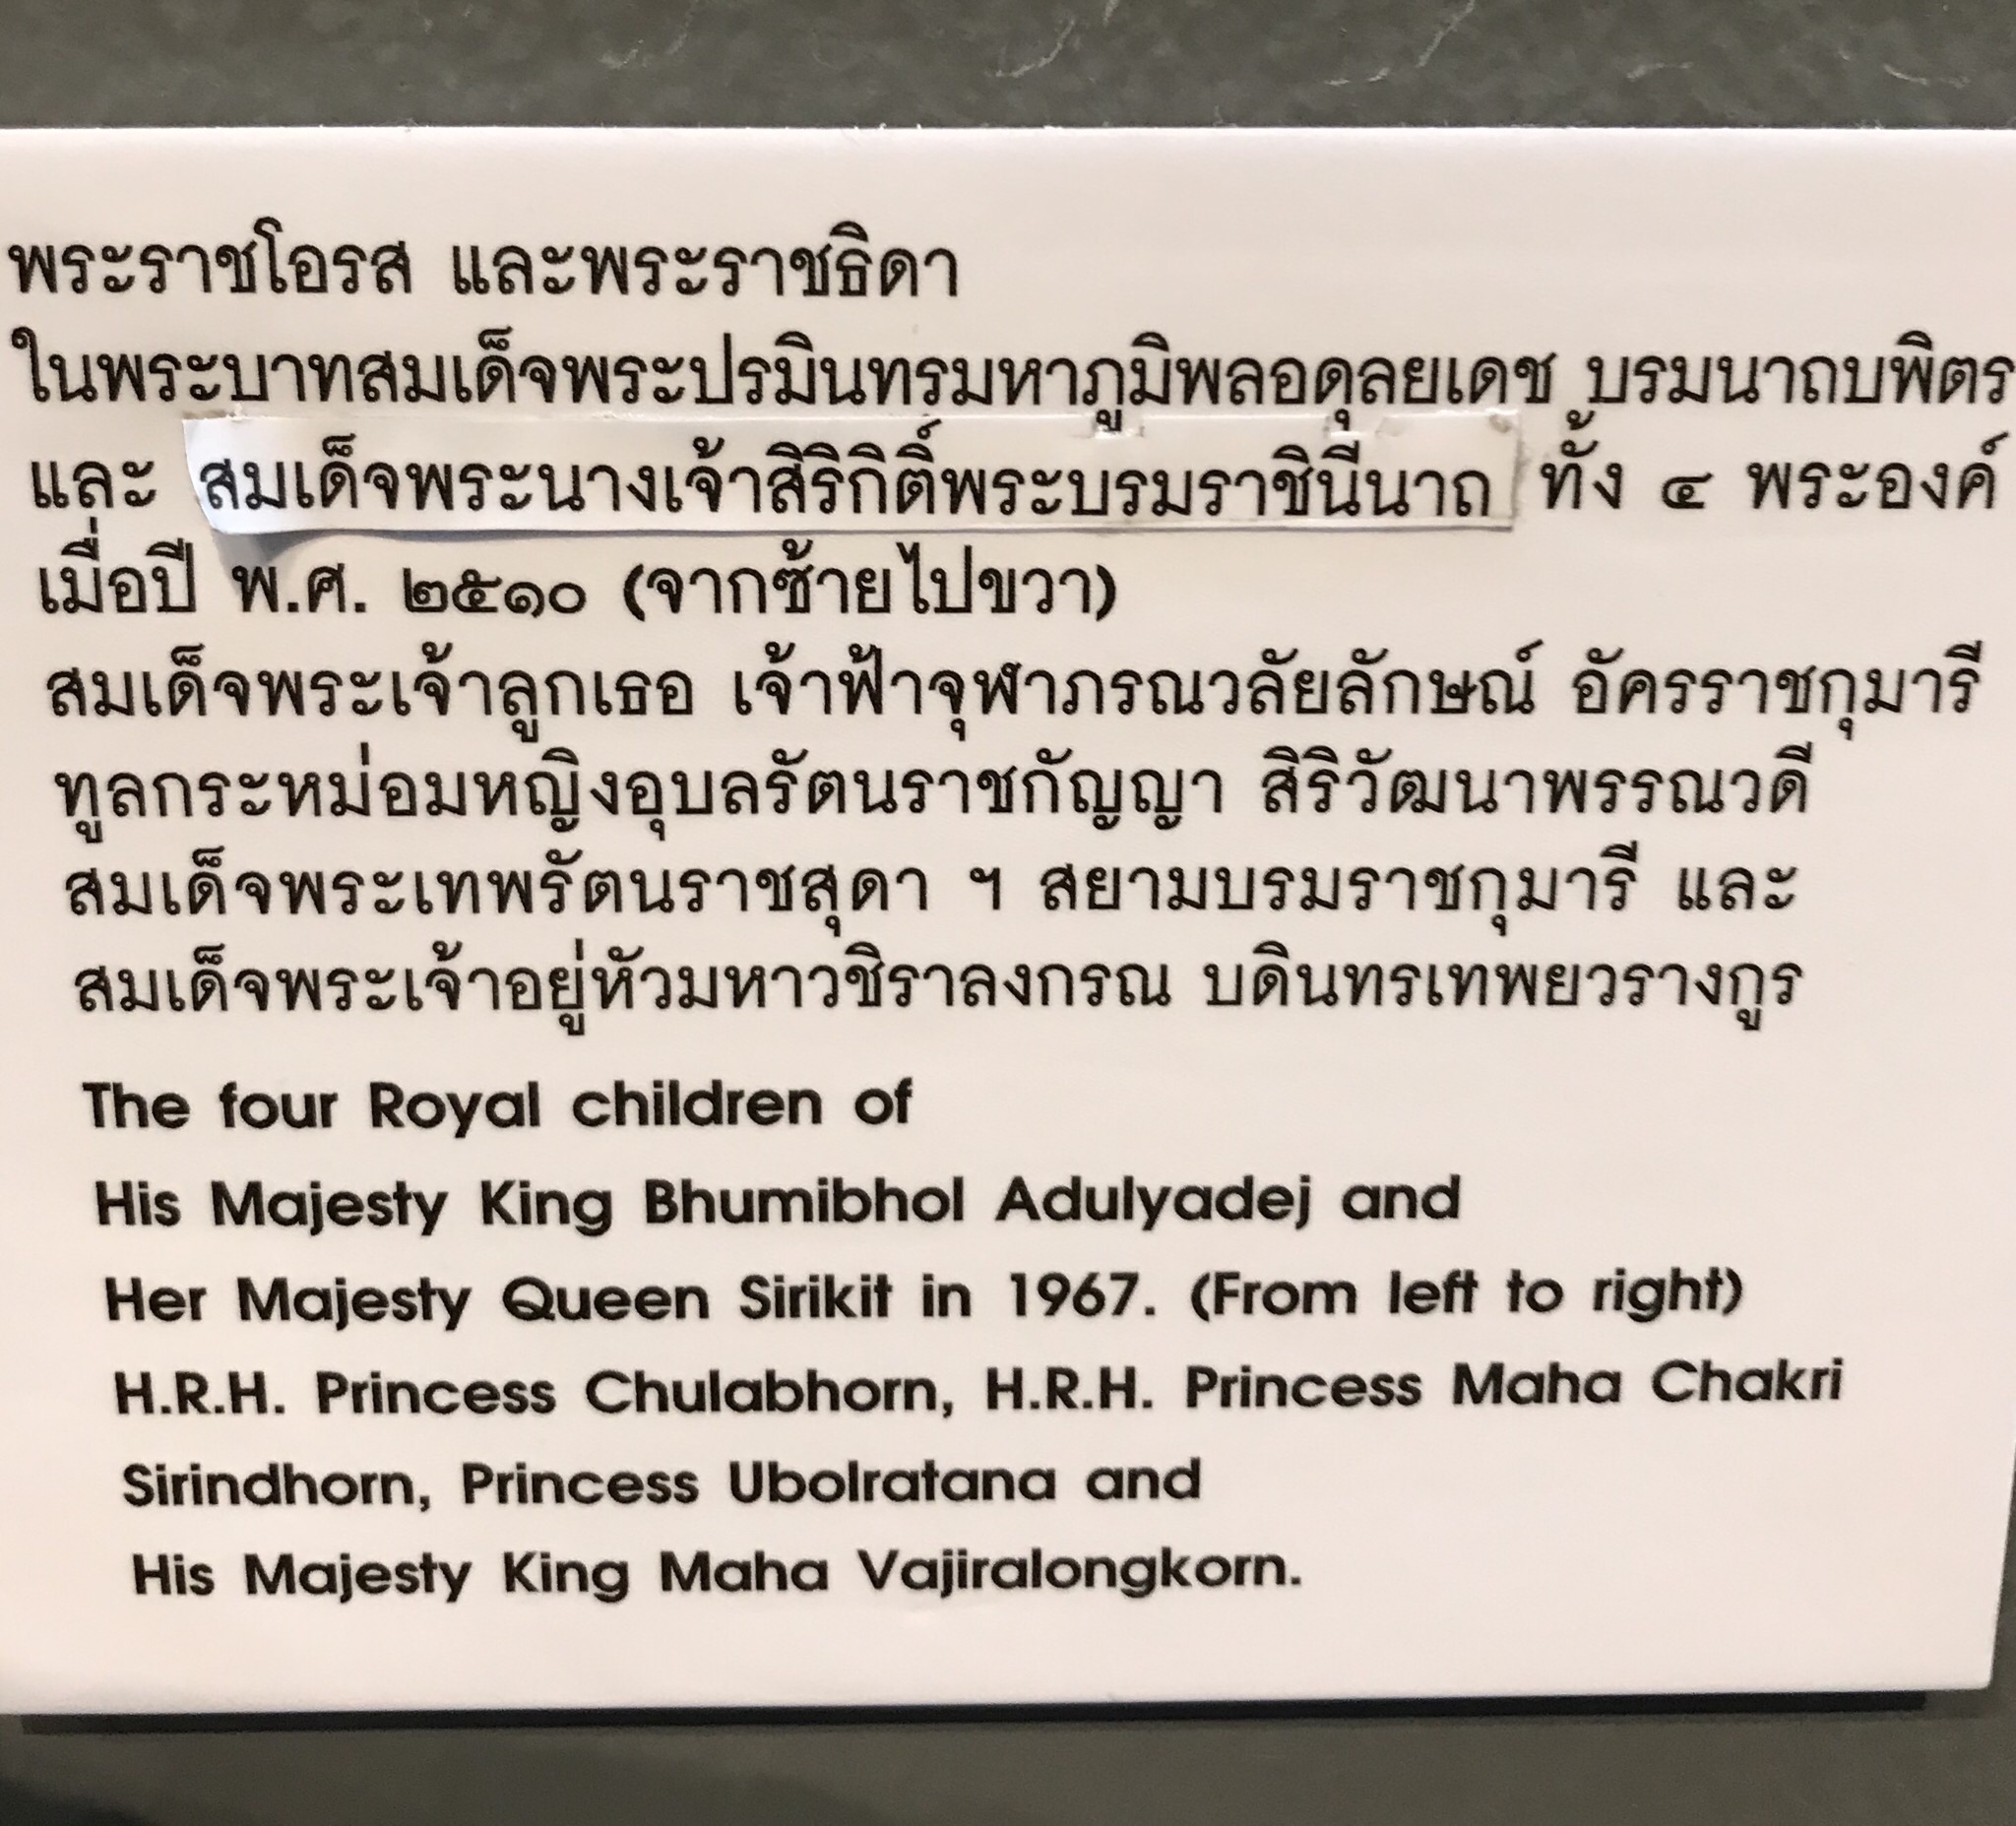 พระราชโอรส และพระราชธิดา
ในพระบาทสมเด็จพระปรมินทรมหาภูมิพลอดุลยเดช บรมนาถบพิตร
และ สมเด็จพระนางเจ้าสิริกิติ์พระบรมราชินีนาถ ทั้ง ๔ พระองค์
เมื่อปี พ.ศ. ๒๕๑๐ (จากซ้ายไปขวา)
สมเด็จพระเจ้าลูกเธอ เจ้าฟ้าจุฬาภรณวลัยลักษณ์ อัครราชกุมารี
ทูลกระหม่อมหญิงอุบลรัตนราชกัญญา สิริวัฒนาพรรณวดี
สมเด็จพระเทพรัตนราชสุดา ฯ สยามบรมราชกุมารี และ
สมเด็จพระเจ้าอยู่หัวมหาวชิราลงกรณ บดินทรเทพยวรางกูร
The four Royal children of
His Majesty King Bhumibhol Adulyadej and
Her Majesty Queen Sirikit in 1967. (From left to right)
H.R.H. Princess Chulabhorn, H.R.H. Princess Maha Chakri
Sirindhorn, Princess Ubolratana and
His Majesty King Maha Vajiralongkorn.